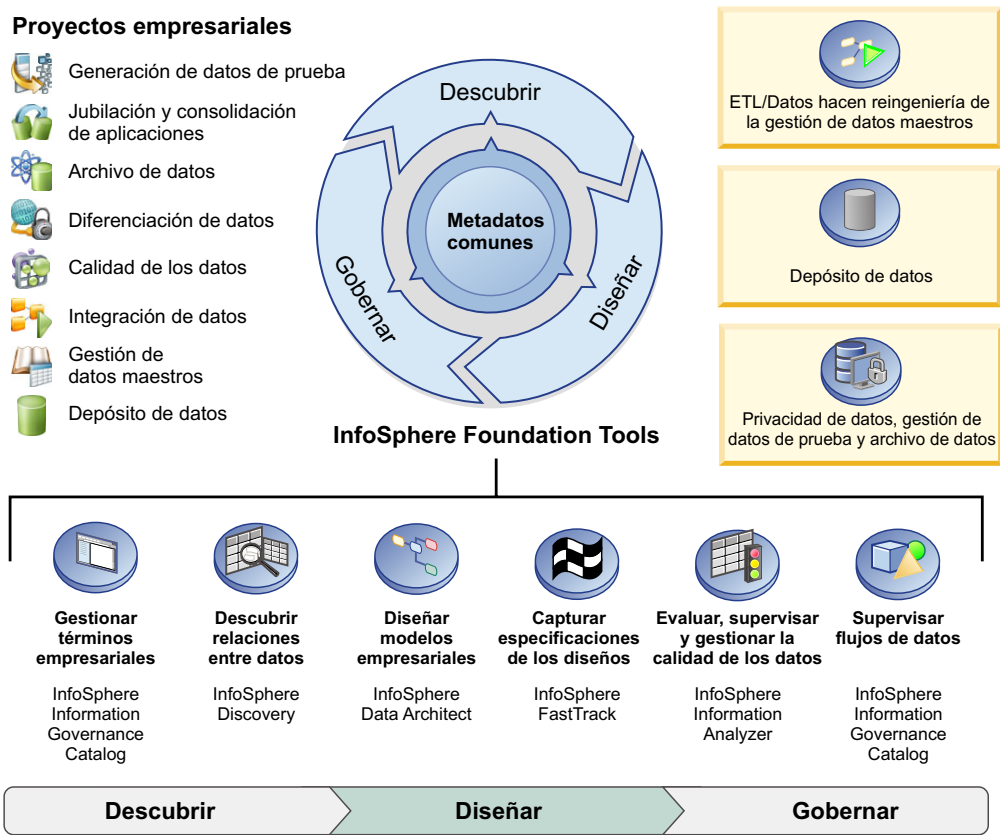 Proyectos empresariales
Generación de datos de prueba
Jubilación y consolidación
de aplicaciones
Archivo de datos
Diferenciación de datos
Calidad de los datos
Integración de datos
Gestión de
datos maestros
Depósito de datos
Descubrir
Diseñar
Gobernar
Metadatos
comunes
InfoSphere Foundation Tools
ETL/Datos hacen reingeniería de
la gestión de datos maestros
Depósito de datos
Privacidad de datos, gestión de
datos de prueba y archivo de datos
Gestionar
términos
empresariales
InfoSphere
Information
Governance
Catalog
Descubrir
relaciones
entre datos
InfoSphere
Discovery
Diseñar
modelos
empresariales
InfoSphere
Data Architect
Capturar
especificaciones
de los diseños
InfoSphere
FastTrack
Evaluar, supervisar
y gestionar la
calidad de los datos
InfoSphere
Information
Analyzer
Supervisar
flujos de datos
InfoSphere
Information
Governance
Catalog
Descubrir
Diseñar
Gobernar